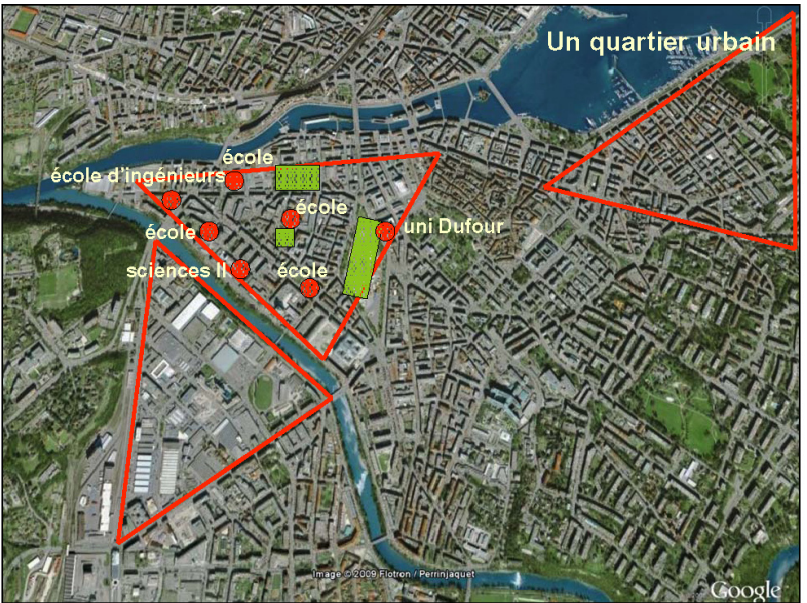 Un quartier urbain
école
école d'ingénieurs
école
uni Dufour
école
sciences II
école
Image © 2009 Flotron / Perrinjaquet
Google